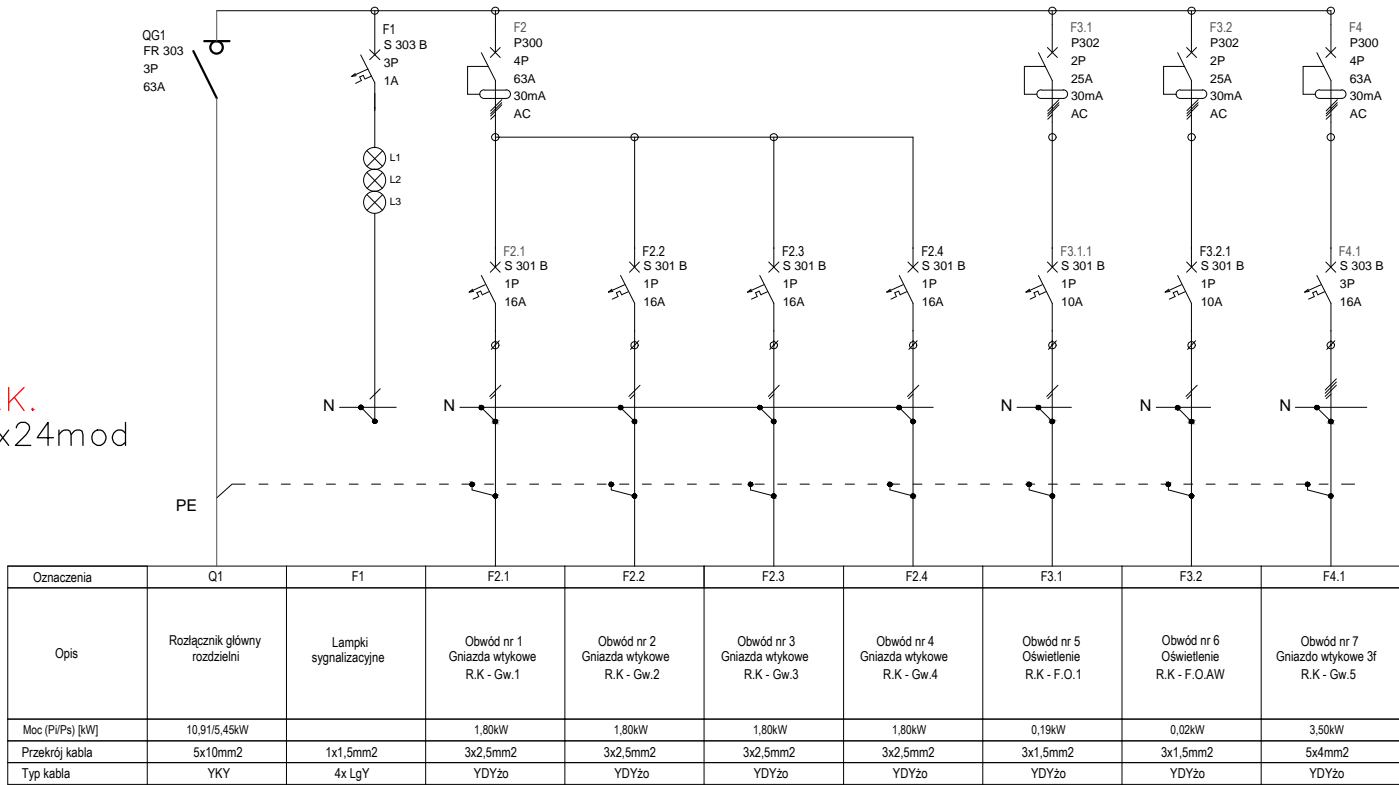 QG1
FR 303
3P
63A
F1
S 303 B
3P
1A
L1
L2
L3
F2
P300
4P
63A
30mA
AC
F3.1
P302
2P
25A
30mA
AC
F3.2
P302
2P
25A
30mA
AC
F4
P300
4P
63A
30mA
AC
F2.1
S 301 B
1P
16A
F2.2
S 301 B
1P
16A
F2.3
S 301 B
1P
16A
F2.4
S 301 B
1P
16A
F3.1.1
S 301 B
1P
10A
F3.2.1
S 301 B
1P
10A
F4.1
S 303 B
3P
16A
K.
x24mod
N
N
N
N
N
PE
Oznaczenia Q1 F1 F2.1 F2.2 F2.3 F2.4 F3.1 F3.2 F4.1
Opis
Rozłącznik główny
rozdzielni
Lampki
sygnalizacyjne
Obwód nr 1
Gniazda wtykowe
R.K - Gw.1
Obwód nr 2
Gniazda wtykowe
R.K - Gw.2
Obwód nr 3
Gniazda wtykowe
R.K - Gw.3
Obwód nr 4
Gniazda wtykowe
R.K - Gw.4
Obwód nr 5
Oświetlenie
R.K - F.O.1
Obwód nr 6
Oświetlenie
R.K - F.O.AW
Obwód nr 7
Gniazdo wtykowe 3f
R.K - Gw.5
Moc (Pi/Ps) [kW] 10,91/5,45kW 1,80kW 1,80kW 1,80kW 1,80kW 0,19kW 0,02kW 3,50kW
Przekrój kabla 5x10mm2 1x1,5mm2 3x2,5mm2 3x2,5mm2 3x2,5mm2 3x2,5mm2 3x1,5mm2 3x1,5mm2 5x4mm2
Typ kabla YKY 4x LgY YDYżo YDYżo YDYżo YDYżo YDYżo YDYżo YDYżo